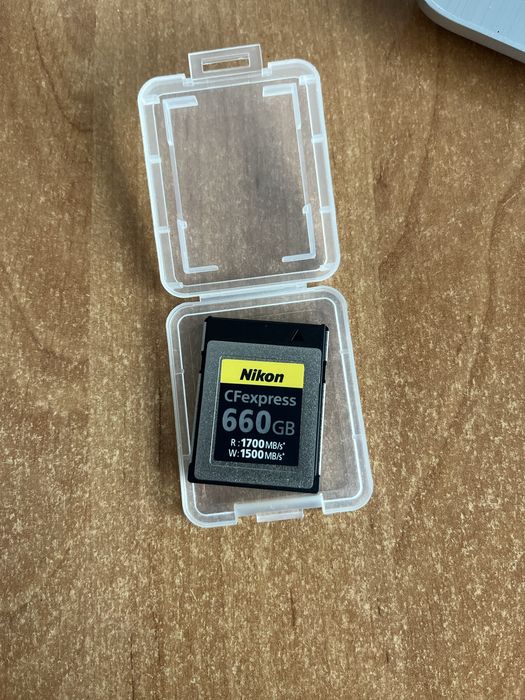 Nikon
CFexpress
660GB
R:1700MB/s*
W:1500MB/s*